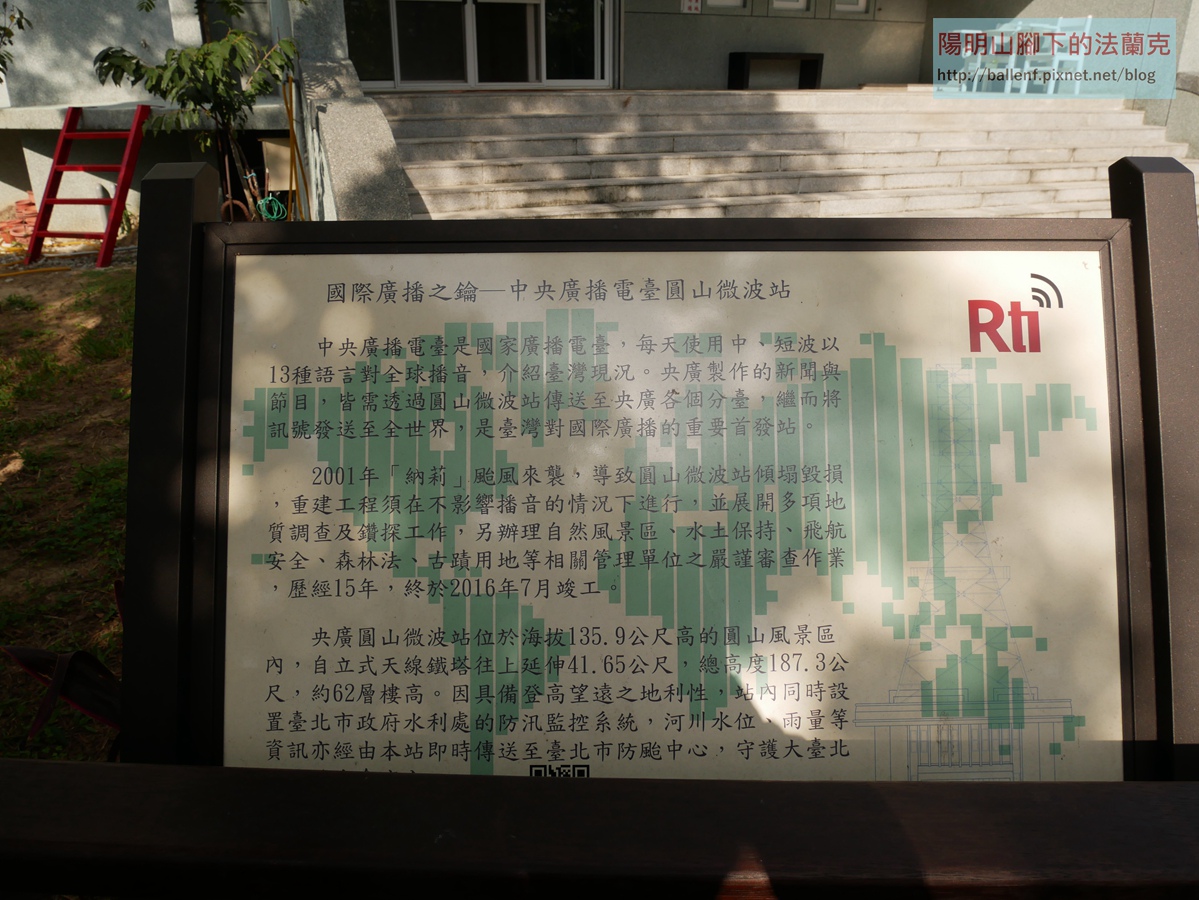 陽明山腳下的法蘭克
http://ballenf.pixnet.net/blog
國際廣播之鑰—中央廣播電臺圓山微波站
Rti
中央廣播電臺是國家廣播電臺，每天使用中、短波以
13種語言對全球播音，介紹臺灣現況。央廣製作的新聞與
節目，皆需透過圓山微波站傳送至央廣各個分臺，繼而將
訊號發送至全世界，是臺灣對國際廣播的重要首發站。
2001年「納莉」颱風來襲，導致圓山微波站傾塌毀損
，重建工程須在不影響播音的情況下進行，並展開多項地
質調查及鑽探工作，另辦理自然風景區、水土保持、飛航
安全、森林法、古蹟用地等相關管理單位之嚴謹審查作業
，歷經15年，終於2016年7月竣工。
央廣圓山微波站位於海拔135.9公尺高的圓山風景區
內，自立式天線鐵塔往上延伸41.65公尺，總高度187.3公
尺，約62層樓高。因具備登高望遠之地利性，站內同時設
置臺北市政府水利處的防汛監控系統，河川水位、雨量等
資訊亦經由本站即時傳送至臺北市防颱中心，守護大臺北